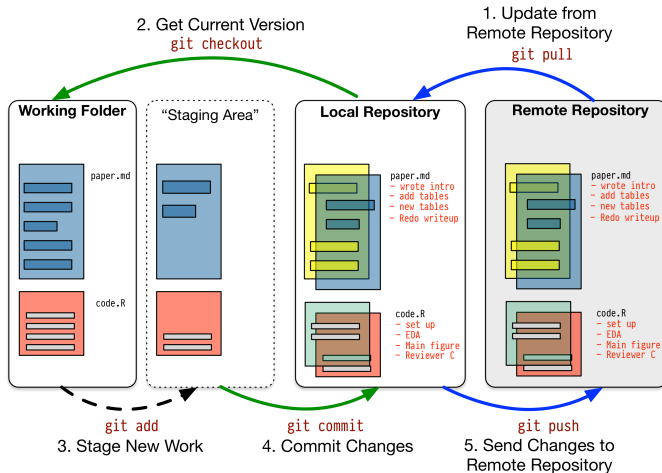 2. Get Current Version
git checkout
1. Update from
Remote Repository
git pull
Working Folder
“Staging Area”
Local Repository
Remote Repository
paper.md
paper.md
- wrote intro
- add tables
- new tables
- Redo writeup
paper.md
- wrote intro
- add tables
- new tables
- Redo writeup
code.R
code.R
- set up
- EDA
- Main figure
- Reviewer C
code.R
- set up
- EDA
- Main figure
- Reviewer C
git add
3. Stage New Work
git commit
4. Commit Changes
git push
5. Send Changes to
Remote Repository